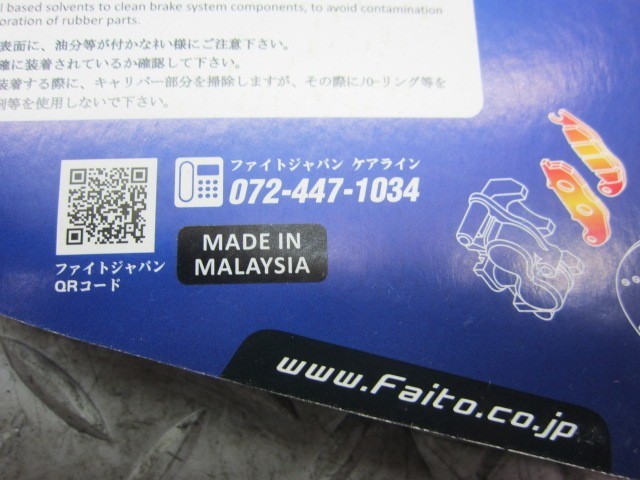 l based solvents to clean brake system components, to avoid contamination
oration of rubber parts.
表面に、油分等が付かない様にご注意下さい。
確に装着されているか確認して下さい。
装着する際に、キャリパー部分を掃除しますが、その際にパーリング等を
剤等を使用しないで下さい。
ファイトジャパン ケアライン
072-447-1034
MADE IN
MALAYSIA
ファイトジャパン
QRコード
www.Faito.co.jp